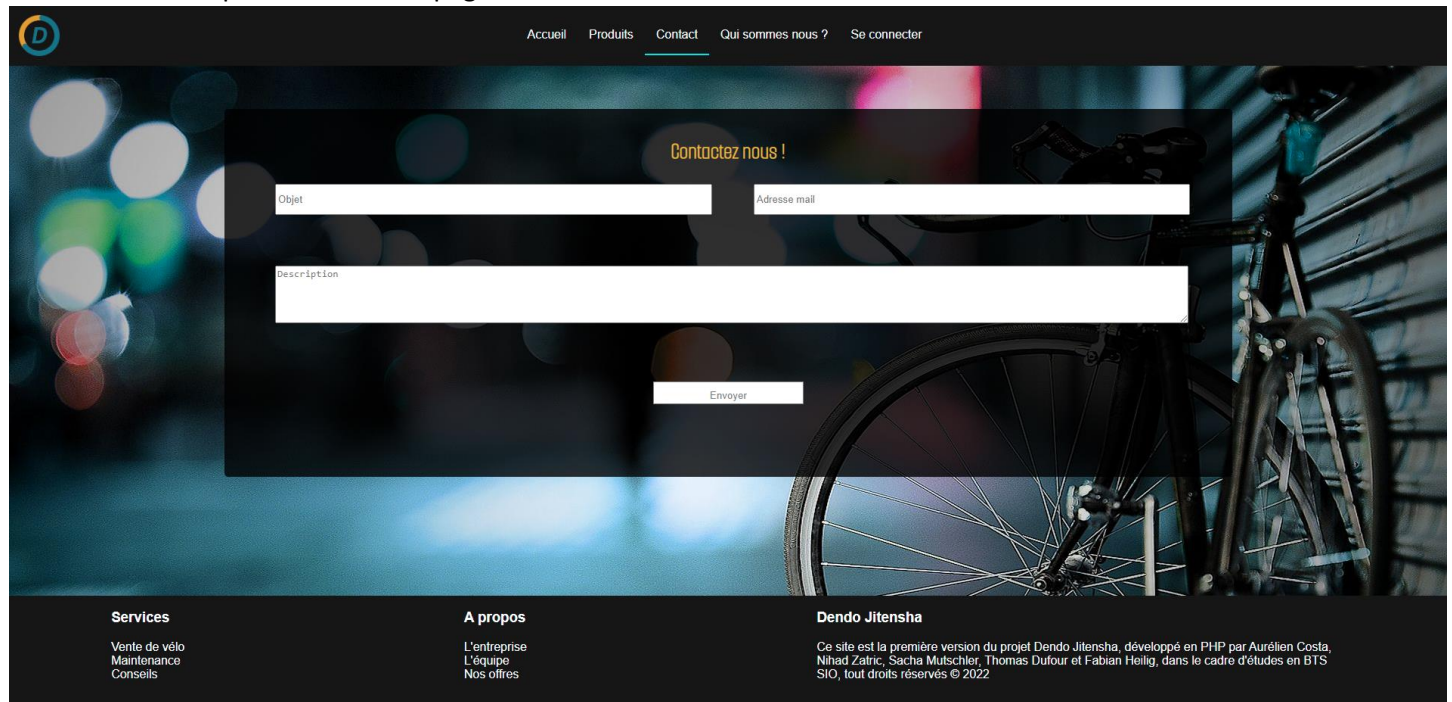 D
Accueil Produits Contact Qui sommes nous ? Se connecter
Contactez nous !
Objet Adresse mail
Description
Envoyer
Services
Vente de vélo
Maintenance
Conseils
A propos
L'entreprise
L'équipe
Nos offres
Dendo Jitensha
Ce site est la première version du projet Dendo Jitensha, développé en PHP par Aurélien Costa,
Nihad Zatric, Sacha Mutschler, Thomas Dufour et Fabian Heilig, dans le cadre d'études en BTS
SIO, tout droits réservés © 2022